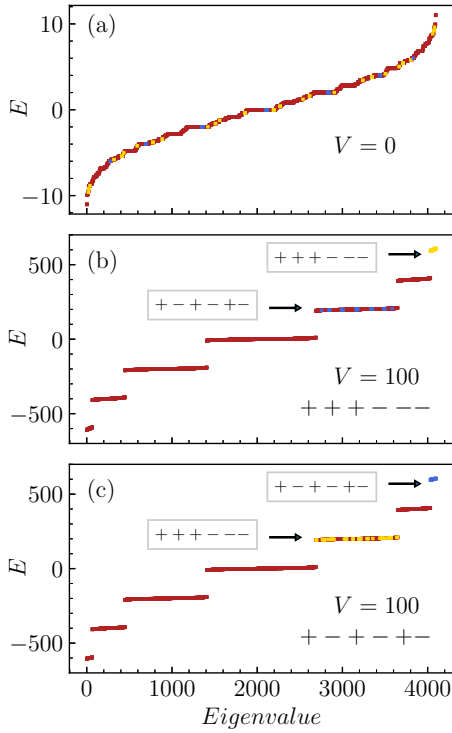 10
(a)
E
0
V = 0
−10
500
(b)
+ + + − − −
+ − + − + −
E
0
V = 100
−500
+ + + − − −
500
(c)
+ − + − + −
+ + + − − −
E
0
V = 100
−500
+ − + − + −
0 1000 2000 3000 4000
Eigenvalue